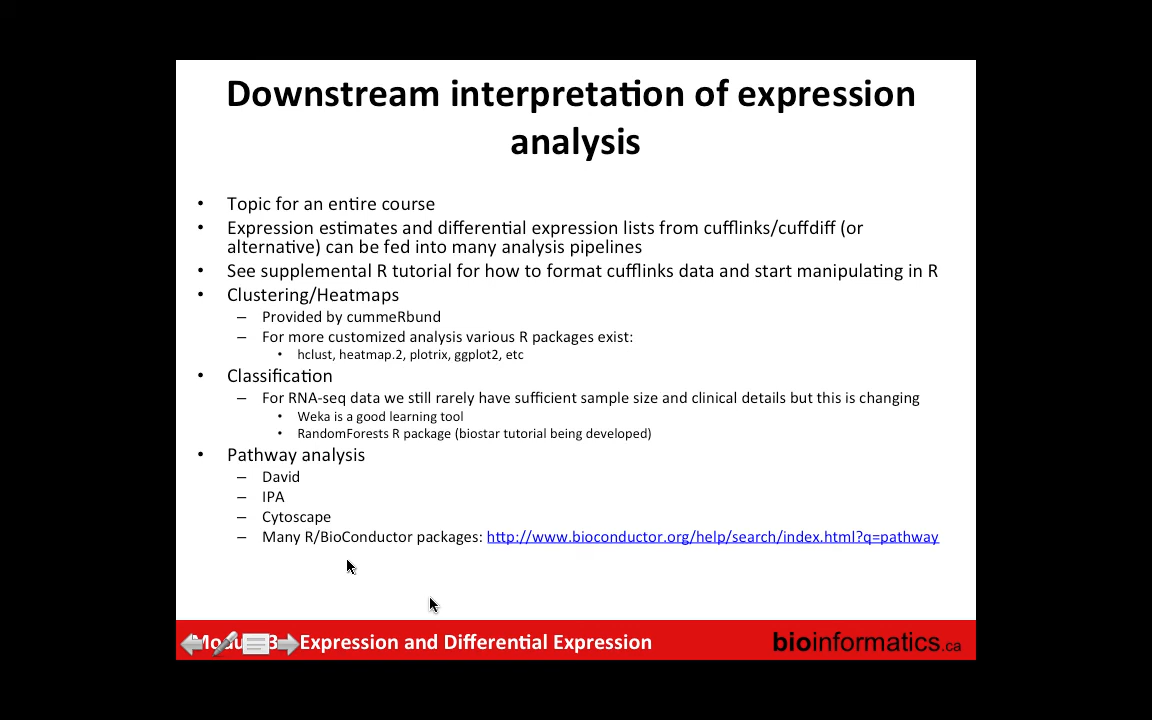 Downstream interpretation of expression
analysis
• Topic for an entire course
• Expression estimates and differential expression lists from cufflinks/cuffdiff (or
alternative) can be fed into many analysis pipelines
• See supplemental R tutorial for how to format cufflinks data and start manipulating in R
• Clustering/Heatmaps
– Provided by cummeRbund
– For more customized analysis various R packages exist:
• hclust, heatmap.2, plotrix, ggplot2, etc
• Classification
– For RNA-seq data we still rarely have sufficient sample size and clinical details but this is changing
• Weka is a good learning tool
• RandomForests R package (biostar tutorial being developed)
• Pathway analysis
– David
– IPA
– Cytoscape
– Many R/BioConductor packages: http://www.bioconductor.org/help/search/index.html?q=pathway
3 Expression and Differential Expression
bioinformatics.ca